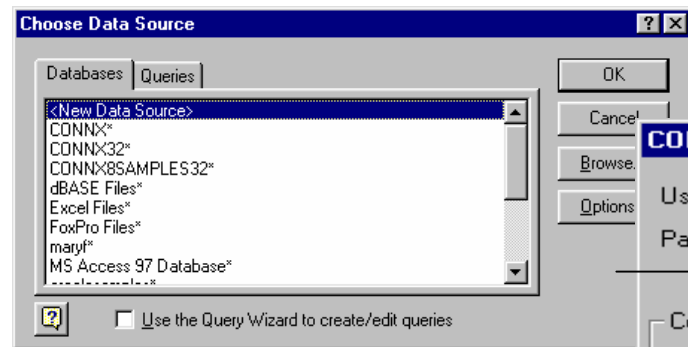 Choose Data Source
Databases Queries
<New Data Source>
CONNX*
CONNX32*
CONNX8SAMPLES32*
dBASE Files*
Excel Files*
FoxPro Files*
maryf*
MS Access 97 Database*
OK
Cancel
Browse.
Options
Use the Query Wizard to create/edit queries